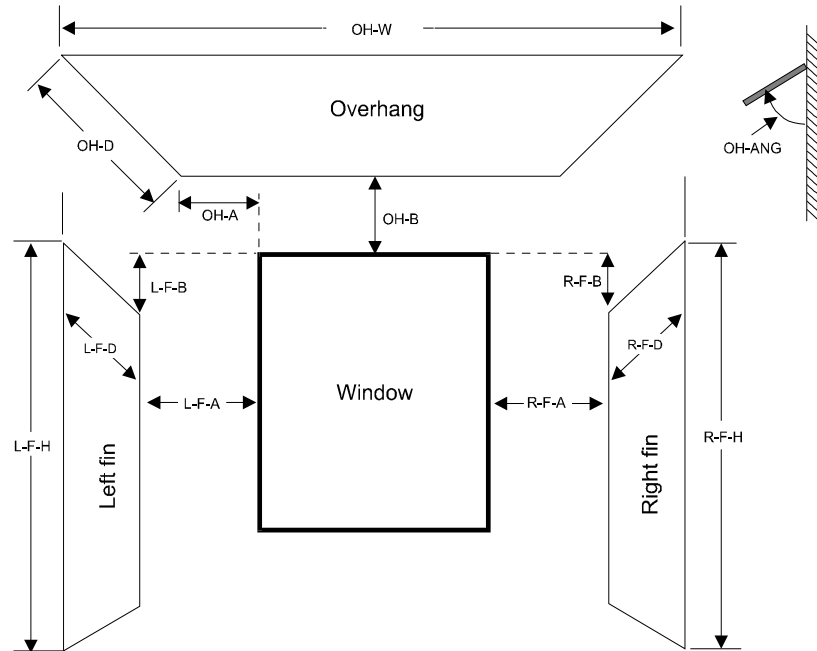 OH-W
Overhang
OH-D
OH-ANG
OH-A
OH-B
L-F-B
R-F-B
L-F-D
R-F-D
Window
L-F-A
R-F-A
L-F-H
R-F-H
Left fin
Right fin